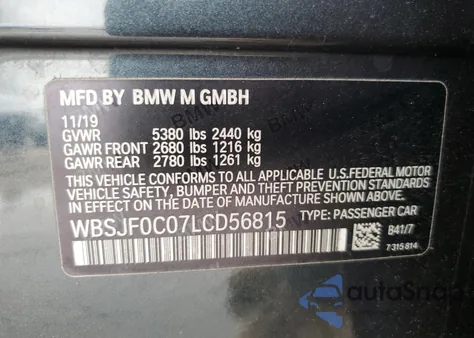 MFD BY BMW M GMBH
11/19
GVWR 5380 lbs 2440 kg
GAWR FRONT 2680 lbs 1216 kg
GAWR REAR 2780 lbs 1261 kg
THIS VEHICLE CONFORMS TO ALL APPLICABLE U.S.FEDERAL MOTOR
VEHICLE SAFETY, BUMPER AND THEFT PREVENTION STANDARDS
IN EFFECT ON THE DATE OF MANUFACTURE SHOWN ABOVE.
WBSJF0C07LCD56815 TYPE: PASSENGER CAR
B41/7
7 315 814
autoSnap